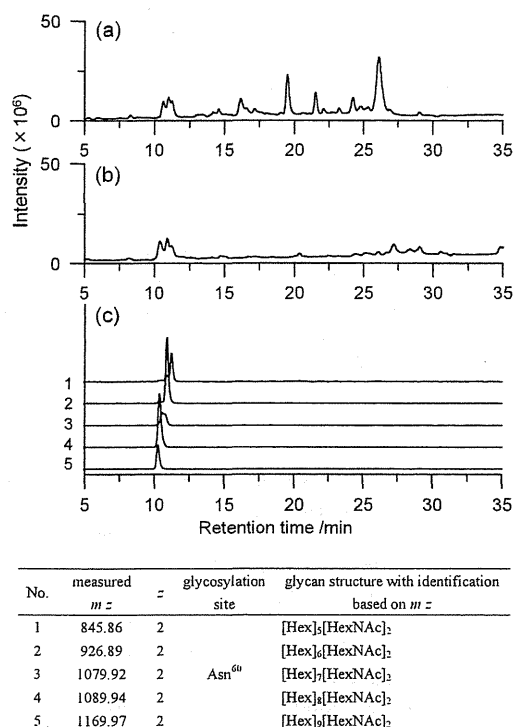 (a)
50
0
(b)
50
0
Intensity (× 10⁶)
5 10 15 20 25 30 35
5 10 15 20 25 30 35
(c)
1
2
3
4
5
5 10 15 20 25 30 35
Retention time /min
No. measured m z z glycosylation site glycan structure with identification based on m z
1 845.86 2 [Hex]₅[HexNAc]₂
2 926.89 2 [Hex]₆[HexNAc]₂
3 1079.92 2 Asn⁶⁰ [Hex]₇[HexNAc]₂
4 1089.94 2 [Hex]₈[HexNAc]₂
5 1169.97 2 [Hex]₉[HexNAc]₂